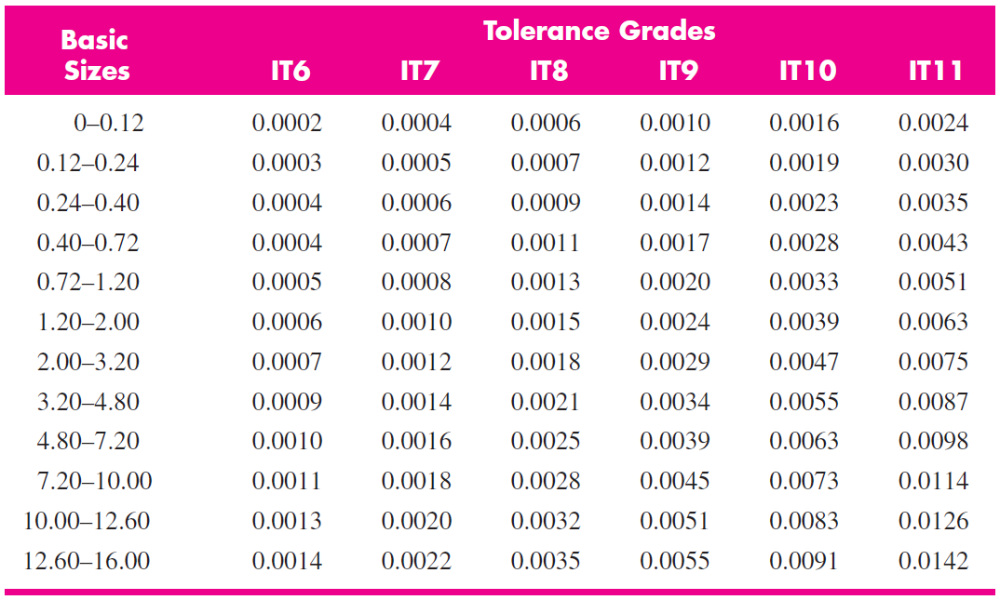 Tolerance Grades
Basic Sizes IT6 IT7 IT8 IT9 IT10 IT11
0–0.12 0.0002 0.0004 0.0006 0.0010 0.0016 0.0024
0.12–0.24 0.0003 0.0005 0.0007 0.0012 0.0019 0.0030
0.24–0.40 0.0004 0.0006 0.0009 0.0014 0.0023 0.0035
0.40–0.72 0.0004 0.0007 0.0011 0.0017 0.0028 0.0043
0.72–1.20 0.0005 0.0008 0.0013 0.0020 0.0033 0.0051
1.20–2.00 0.0006 0.0010 0.0015 0.0024 0.0039 0.0063
2.00–3.20 0.0007 0.0012 0.0018 0.0029 0.0047 0.0075
3.20–4.80 0.0009 0.0014 0.0021 0.0034 0.0055 0.0087
4.80–7.20 0.0010 0.0016 0.0025 0.0039 0.0063 0.0098
7.20–10.00 0.0011 0.0018 0.0028 0.0045 0.0073 0.0114
10.00–12.60 0.0013 0.0020 0.0032 0.0051 0.0083 0.0126
12.60–16.00 0.0014 0.0022 0.0035 0.0055 0.0091 0.0142